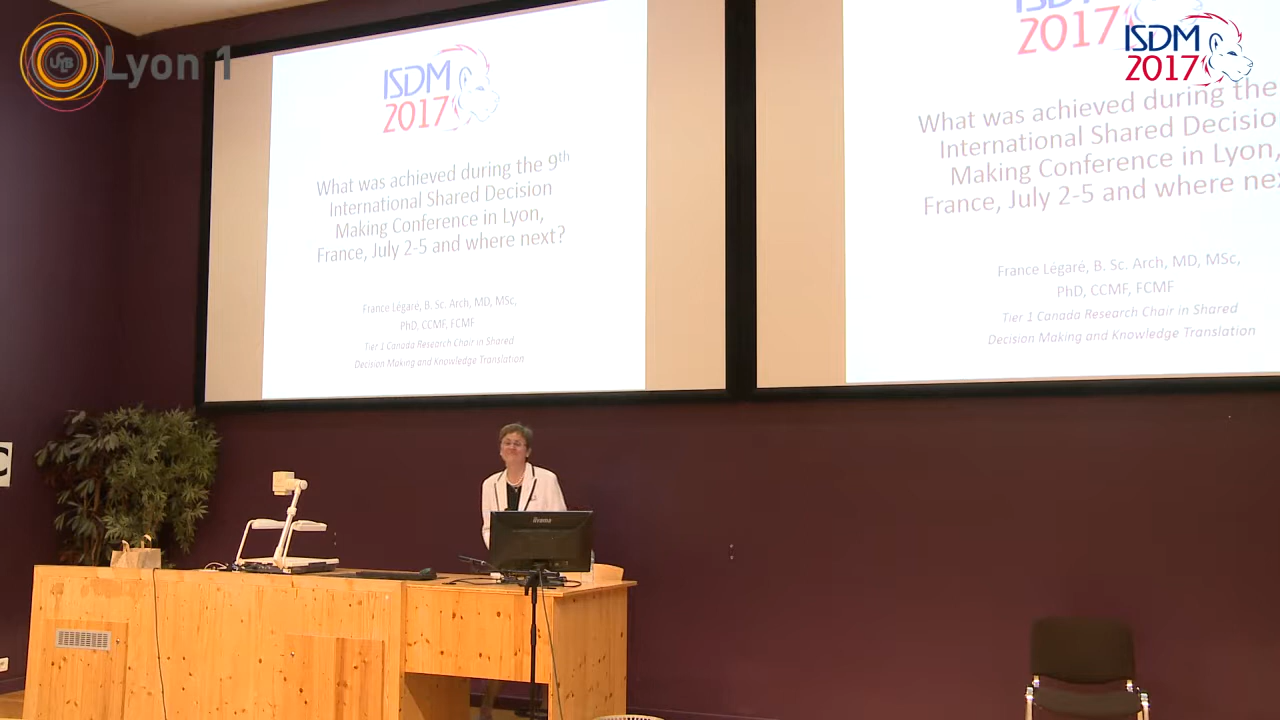 UCBL
Lyon 1
ISDM
2017
What was achieved during the 9th
International Shared Decision
Making Conference in Lyon,
France, July 2-5 and where next?
France Légaré, B. Sc. Arch, MD, MSc,
PhD, CCMF, FCMF
Tier 1 Canada Research Chair in Shared
Decision Making and Knowledge Translation
2017
What was achieved during the
International Shared Decisio
Making Conference in Lyon,
France, July 2-5 and where ne
France Légaré, B. Sc. Arch, MD, MSc,
PhD, CCMF, FCMF
Tier 1 Canada Research Chair in Shared
Decision Making and Knowledge Translation
ISDM
2017
iiyama
C